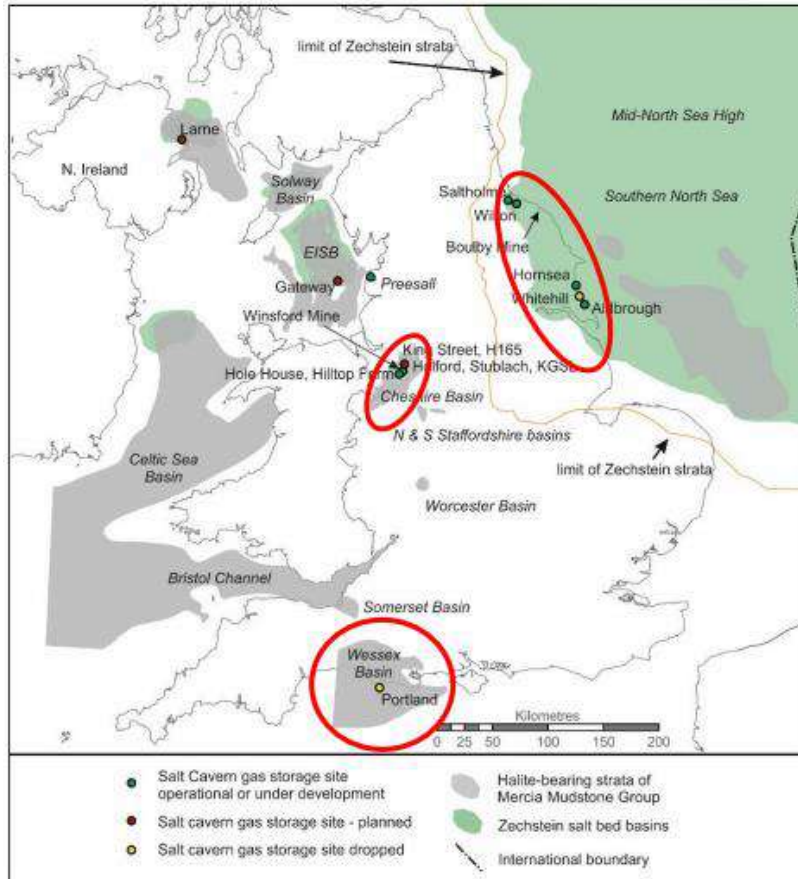 limit of Zechstein strata
Mid-North Sea High
Larne
N. Ireland
Solway
Basin
Southern North Sea
Saltholm
Wilton
EISB
Boulby Mine
Hornsea
Gateway
Preesall
Whitehill
Aldbrough
Winsford Mine
King Street, H165
Hole House, Hilltop Farm
Holford, Stublach,
Cheshire Basin
N & S Staffordshire basins
limit of Zechstein strata
Celtic Sea
Basin
Worcester Basin
Bristol Channel
Somerset Basin
Wessex
Basin
Portland
Kilometres
0 25 50 100 150 200
Salt Cavern gas storage site
operational or under development
Salt cavern gas storage site - planned
Salt cavern gas storage site dropped
Halite-bearing strata of
Mercia Mudstone Group
Zechstein salt bed basins
International boundary